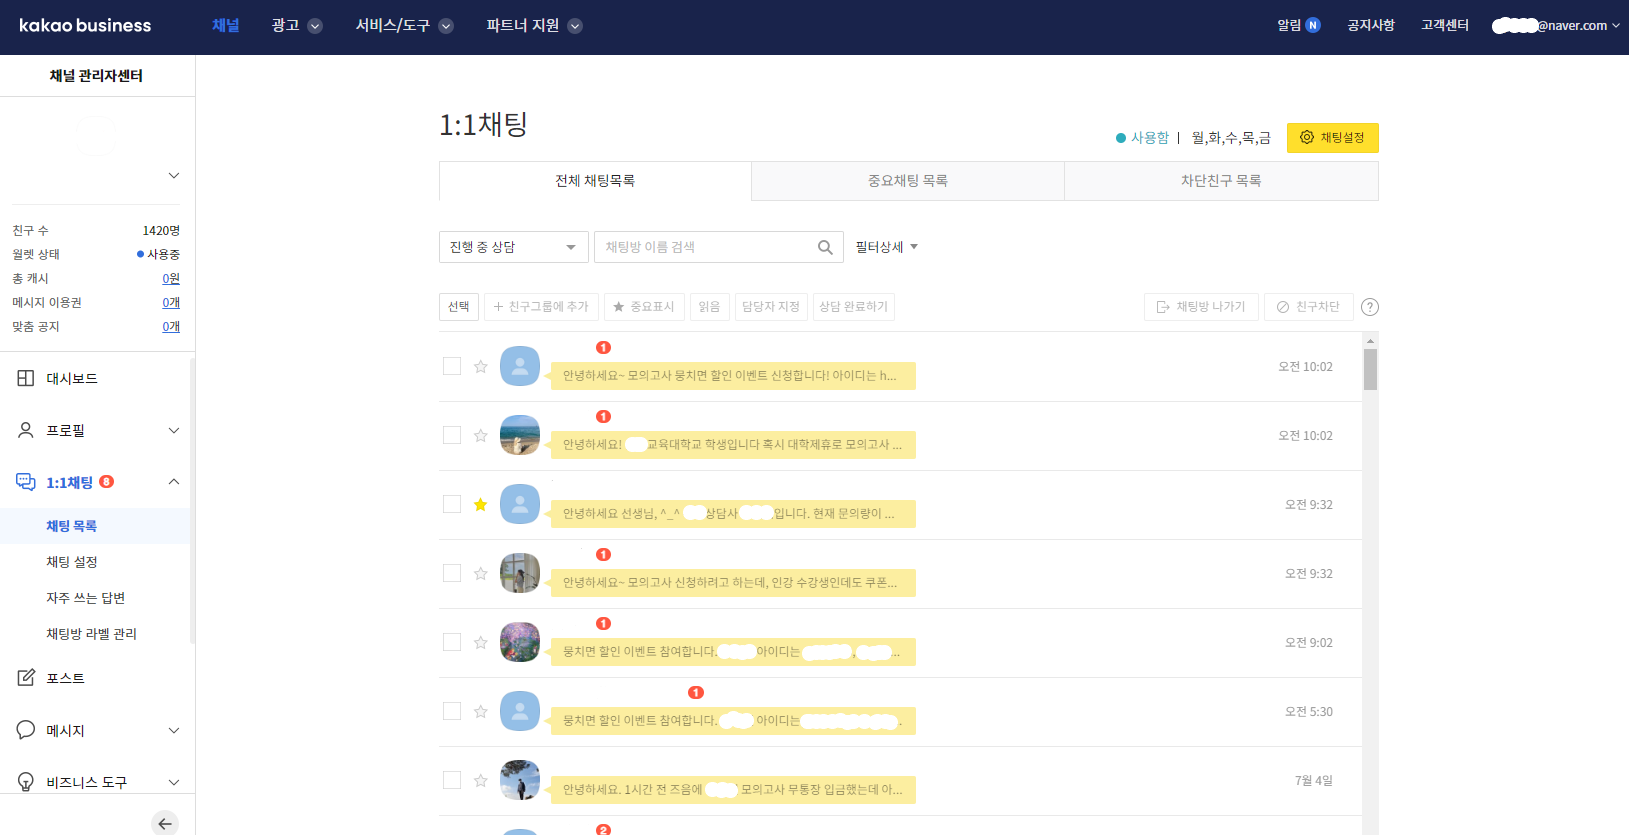 kakao business 채널 광고 서비스/도구 파트너 지원 알림 N 공지사항 고객센터 @naver.com
채널 관리자센터
친구 수 1420명
월렛 상태 사용중
총 캐시 0원
메시지 이용권 0개
맞춤 공지 0개
대시보드
프로필
1:1채팅 8
채팅 목록
채팅 설정
자주 쓰는 답변
채팅방 라벨 관리
포스트
메시지
비즈니스 도구
1:1채팅
사용함 | 월,화,수,목,금 채팅설정
전체 채팅목록 중요채팅 목록 차단친구 목록
진행 중 상담 채팅방 이름 검색 필터상세
선택 + 친구그룹에 추가 ★ 중요표시 읽음 담당자 지정 상담 완료하기 채팅방 나가기 친구차단 ?
1
안녕하세요~ 모의고사 뭉치면 할인 이벤트 신청합니다! 아이디는 h... 오전 10:02
1
안녕하세요! 교육대학교 학생입니다 혹시 대학제휴로 모의고사 ... 오전 10:02
안녕하세요 선생님, ^_^ 상담사 입니다. 현재 문의량이 ... 오전 9:32
1
안녕하세요~ 모의고사 신청하려고 하는데, 인강 수강생인데도 쿠폰... 오전 9:32
1
뭉치면 할인 이벤트 참여합니다. 아이디는 , ... 오전 9:02
1
뭉치면 할인 이벤트 참여합니다. 아이디는 . 오전 5:30
안녕하세요. 1시간 전 즈음에 모의고사 무통장 입금했는데 아... 7월 4일
2